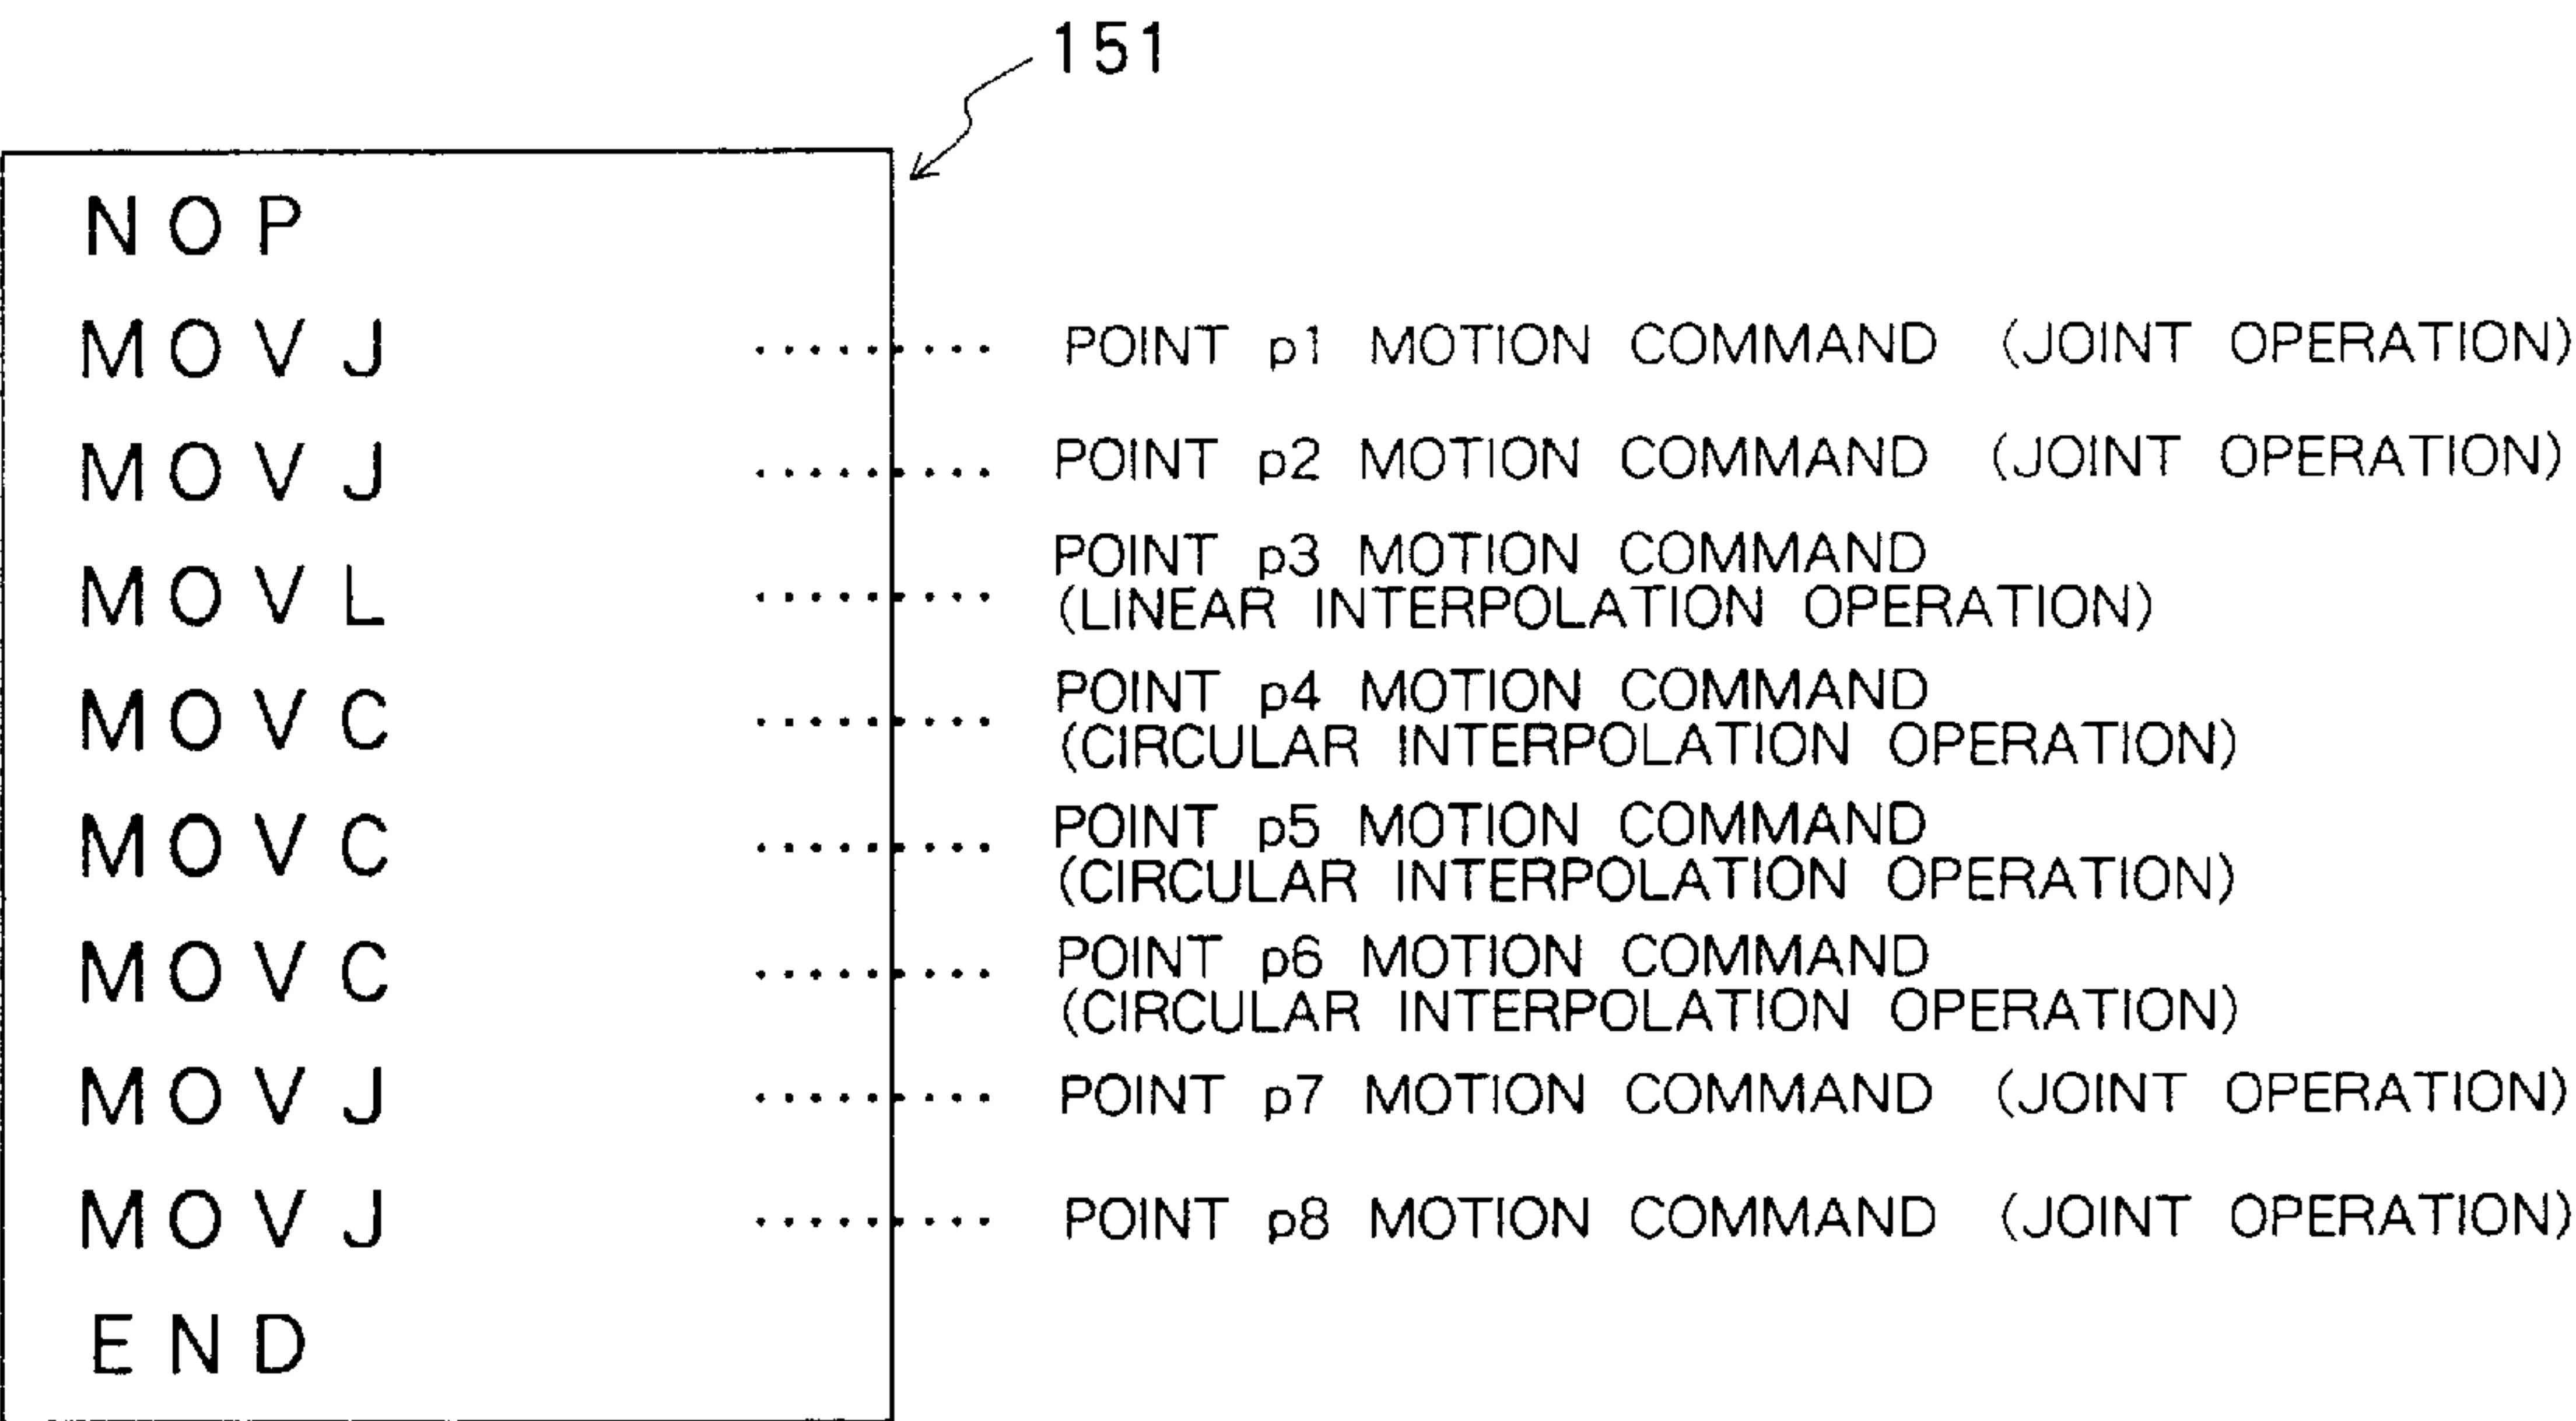 151
NOP
MOVJ ......... POINT p1 MOTION COMMAND (JOINT OPERATION)
MOVJ ......... POINT p2 MOTION COMMAND (JOINT OPERATION)
MOVL ......... POINT p3 MOTION COMMAND
(LINEAR INTERPOLATION OPERATION)
MOVC ......... POINT p4 MOTION COMMAND
(CIRCULAR INTERPOLATION OPERATION)
MOVC ......... POINT p5 MOTION COMMAND
(CIRCULAR INTERPOLATION OPERATION)
MOVC ......... POINT p6 MOTION COMMAND
(CIRCULAR INTERPOLATION OPERATION)
MOVJ ......... POINT p7 MOTION COMMAND (JOINT OPERATION)
MOVJ ......... POINT p8 MOTION COMMAND (JOINT OPERATION)
END